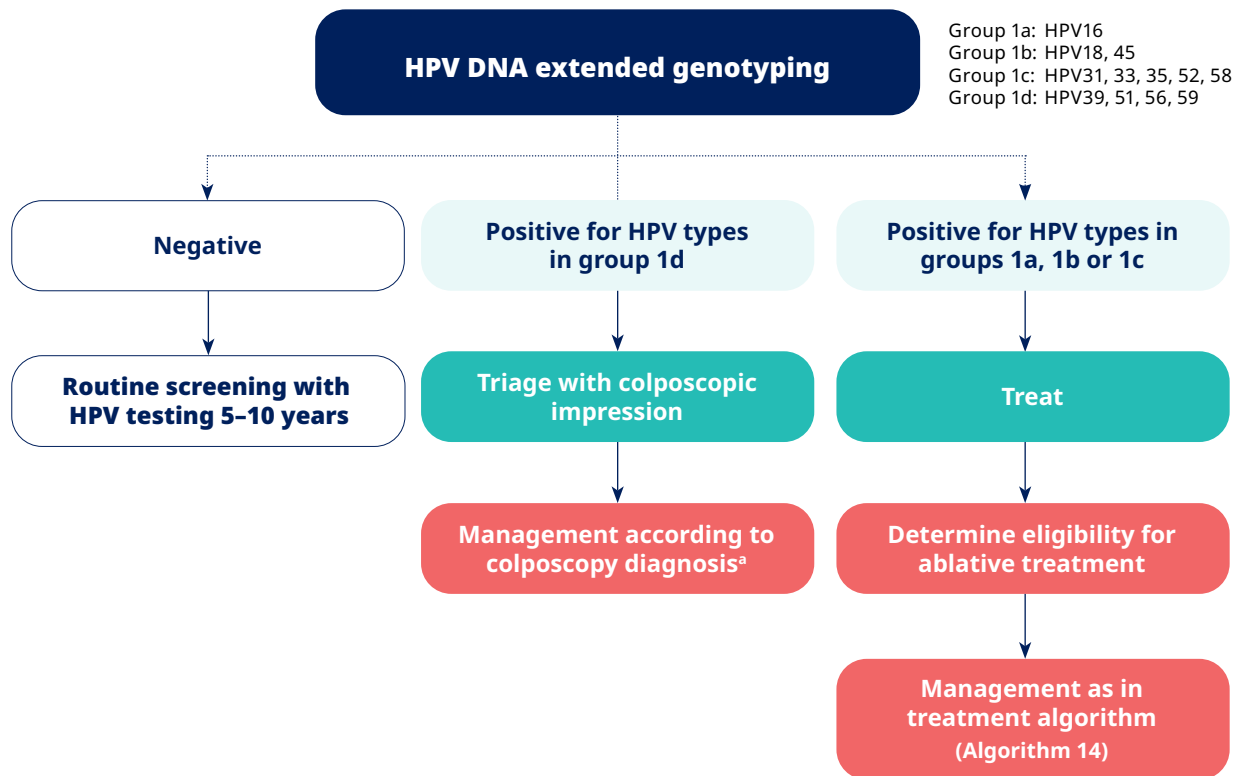 HPV DNA extended genotyping
Group 1a: HPV16
Group 1b: HPV18, 45
Group 1c: HPV31, 33, 35, 52, 58
Group 1d: HPV39, 51, 56, 59
Negative
Positive for HPV types
in group 1d
Positive for HPV types in
groups 1a, 1b or 1c
Routine screening with
HPV testing 5–10 years
Triage with colposcopic
impression
Treat
Management according to
colposcopy diagnosisᵃ
Determine eligibility for
ablative treatment
Management as in
treatment algorithm
(Algorithm 14)